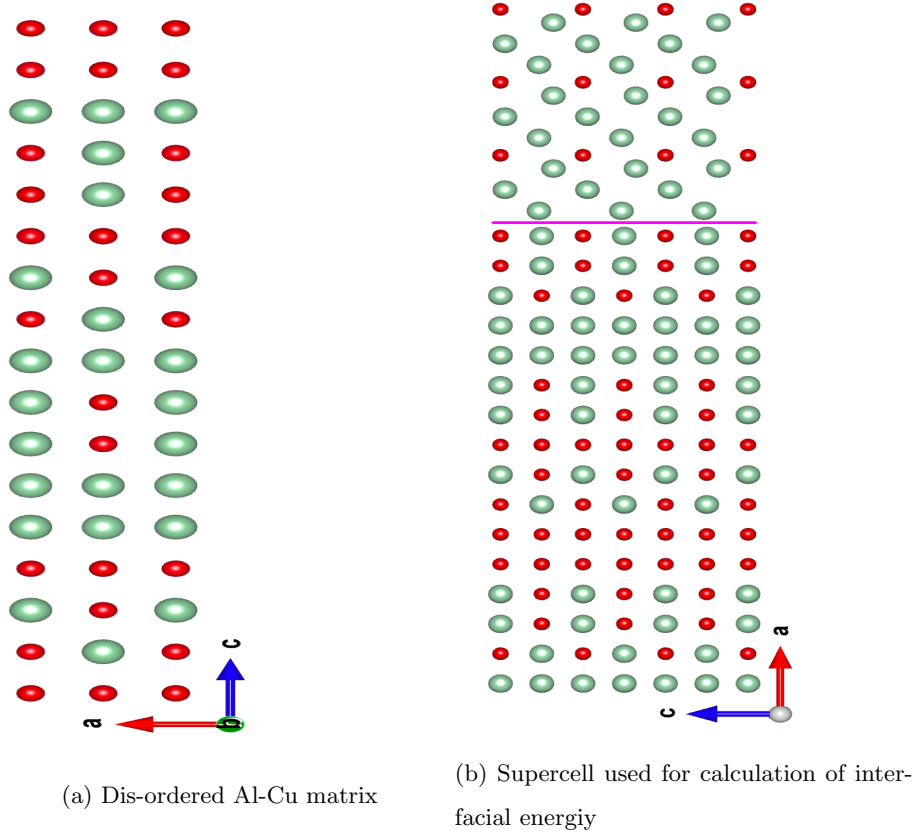 c
a
b
a
c
(a) Dis-ordered Al-Cu matrix
(b) Supercell used for calculation of inter-
facial energiy